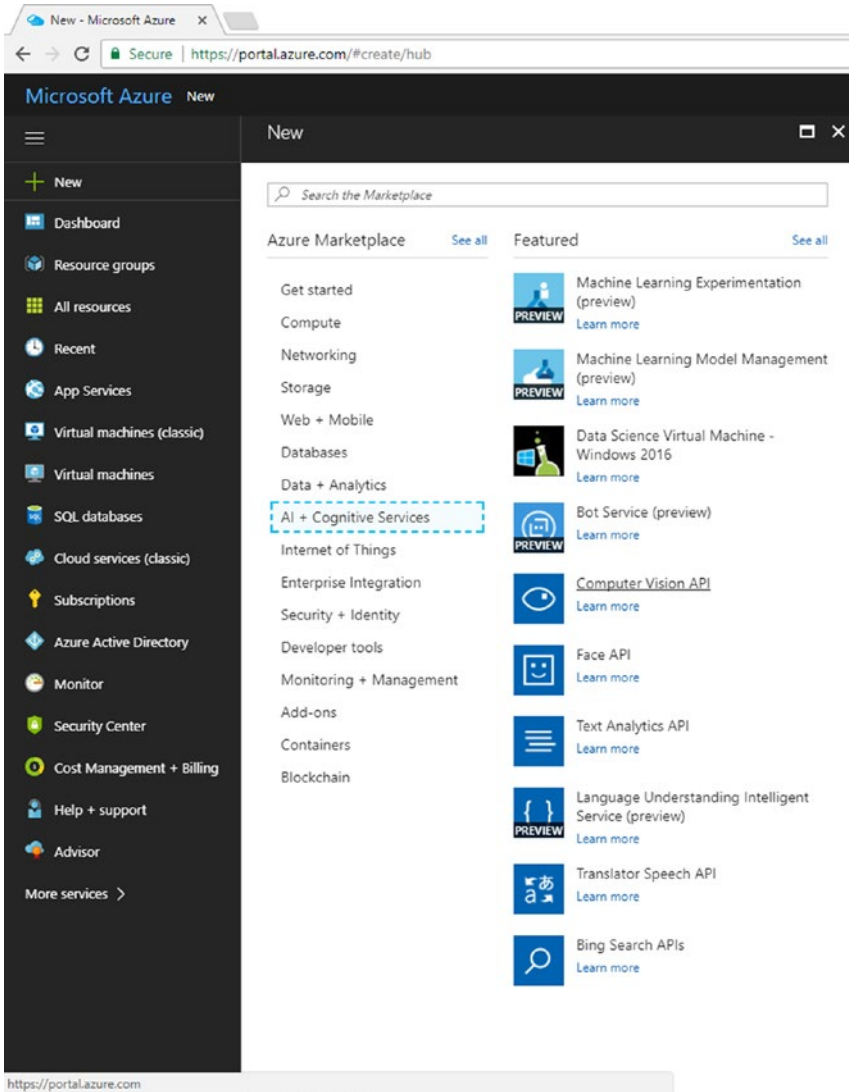 New - Microsoft Azure
Secure | https://portal.azure.com/#create/hub
Microsoft Azure New
New
New
Dashboard
Resource groups
All resources
Recent
App Services
Virtual machines (classic)
Virtual machines
SQL databases
Cloud services (classic)
Subscriptions
Azure Active Directory
Monitor
Security Center
Cost Management + Billing
Help + support
Advisor
More services
Search the Marketplace
Azure Marketplace See all
Get started
Compute
Networking
Storage
Web + Mobile
Databases
Data + Analytics
AI + Cognitive Services
Internet of Things
Enterprise Integration
Security + Identity
Developer tools
Monitoring + Management
Add-ons
Containers
Blockchain
Featured See all
Machine Learning Experimentation
(preview)
PREVIEW
Learn more
Machine Learning Model Management
(preview)
PREVIEW
Learn more
Data Science Virtual Machine -
Windows 2016
Learn more
Bot Service (preview)
PREVIEW
Learn more
Computer Vision API
Learn more
Face API
Learn more
Text Analytics API
Learn more
Language Understanding Intelligent
Service (preview)
PREVIEW
Learn more
Translator Speech API
あ
a
Learn more
Bing Search APIs
Learn more
https://portal.azure.com